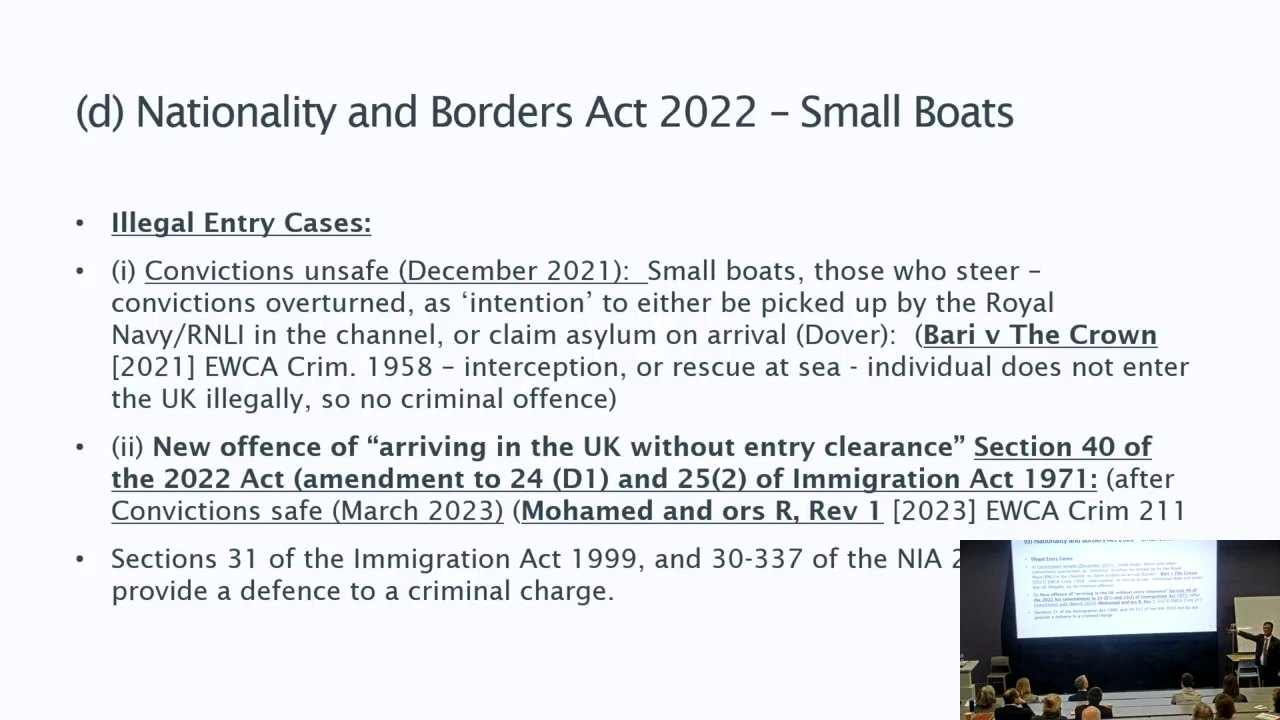 (d) Nationality and Borders Act 2022 – Small Boats
• Illegal Entry Cases:
• (i) Convictions unsafe (December 2021): Small boats, those who steer –
convictions overturned, as ‘intention’ to either be picked up by the Royal
Navy/RNLI in the channel, or claim asylum on arrival (Dover): (Bari v The Crown
[2021] EWCA Crim. 1958 – interception, or rescue at sea - individual does not enter
the UK illegally, so no criminal offence)
• (ii) New offence of “arriving in the UK without entry clearance” Section 40 of
the 2022 Act (amendment to 24 (D1) and 25(2) of Immigration Act 1971: (after
Convictions safe (March 2023) (Mohamed and ors R, Rev 1 [2023] EWCA Crim 211
• Sections 31 of the Immigration Act 1999, and 30-337 of the NIA 2
provide a defence to a criminal charge..